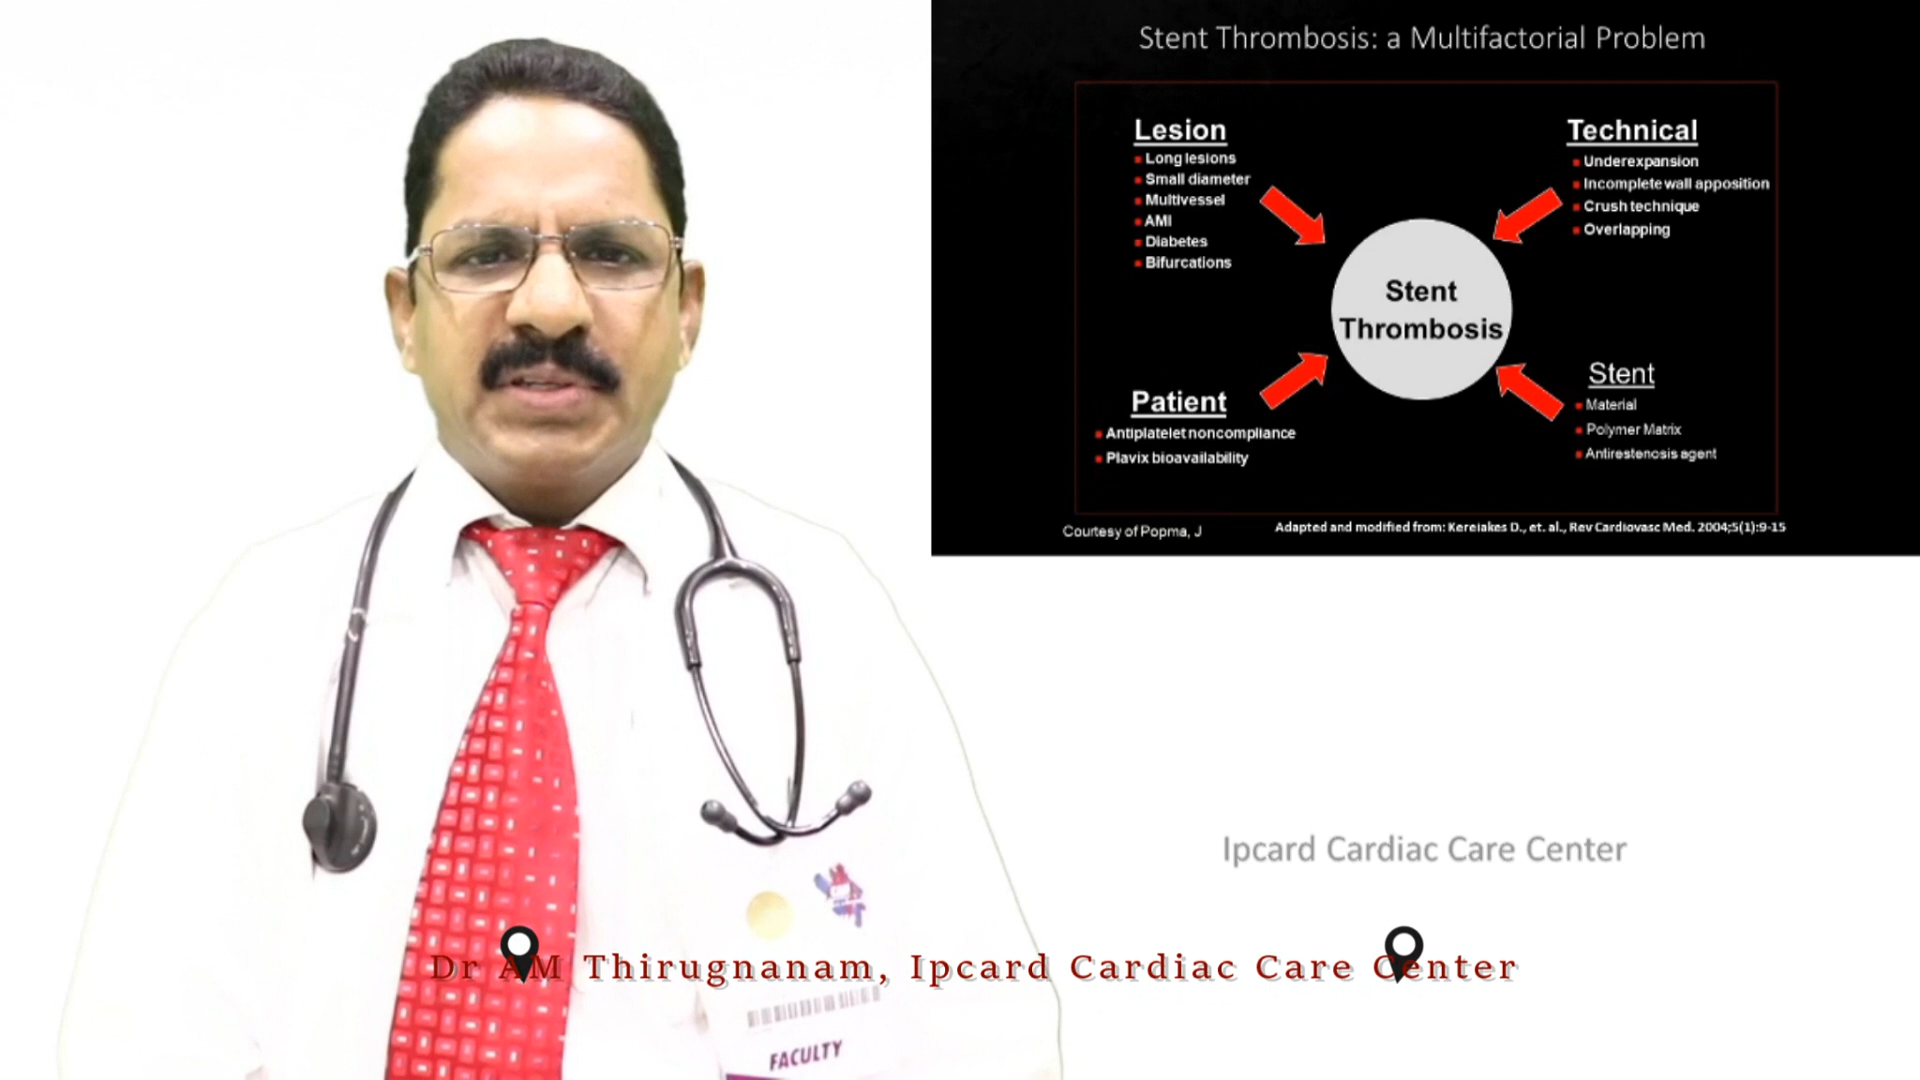 Stent Thrombosis: a Multifactorial Problem
Lesion
Long lesions
Small diameter
Multivessel
AMI
Diabetes
Bifurcations
Technical
Underexpansion
Incomplete wall apposition
Crush technique
Overlapping
Stent
Thrombosis
Patient
Antiplatelet noncompliance
Plavix bioavailability
Stent
Material
Polymer Matrix
Antirestenosis agent
Courtesy of Popma, J
Adapted and modified from: Kereiakes D., et. al., Rev Cardiovasc Med. 2004;5(1):9-15
Ipcard Cardiac Care Center
Dr AM Thirugnanam, Ipcard Cardiac Care Center
FACULTY